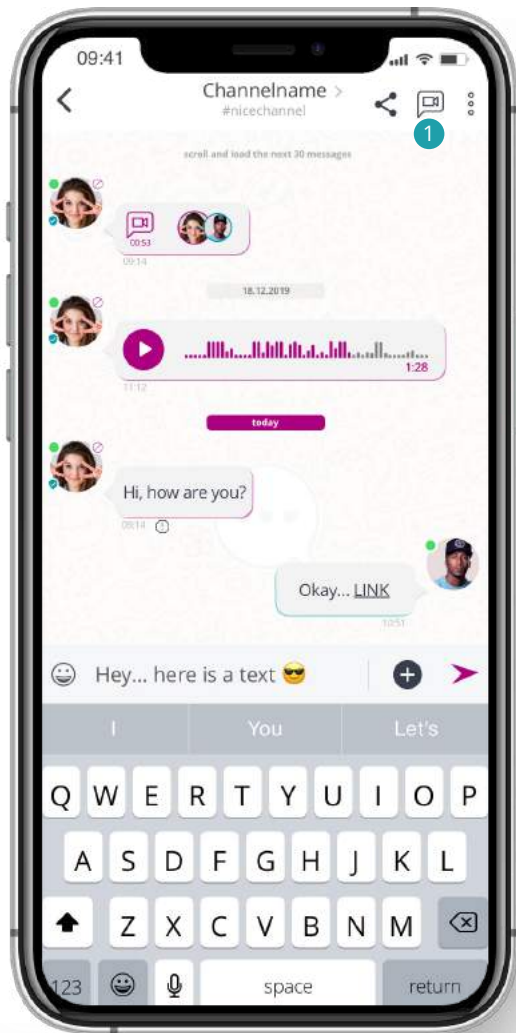 09:41
Channelname >
#nicechannel
1
scroll and load the next 30 messages
00:53
09:14
18.12.2019
1:28
11:12
today
Hi, how are you?
09:14
Okay... LINK
10:51
Hey... here is a text 😎
I You Let's
Q W E R T Y U I O P
A S D F G H J K L
Z X C V B N M
123 space return